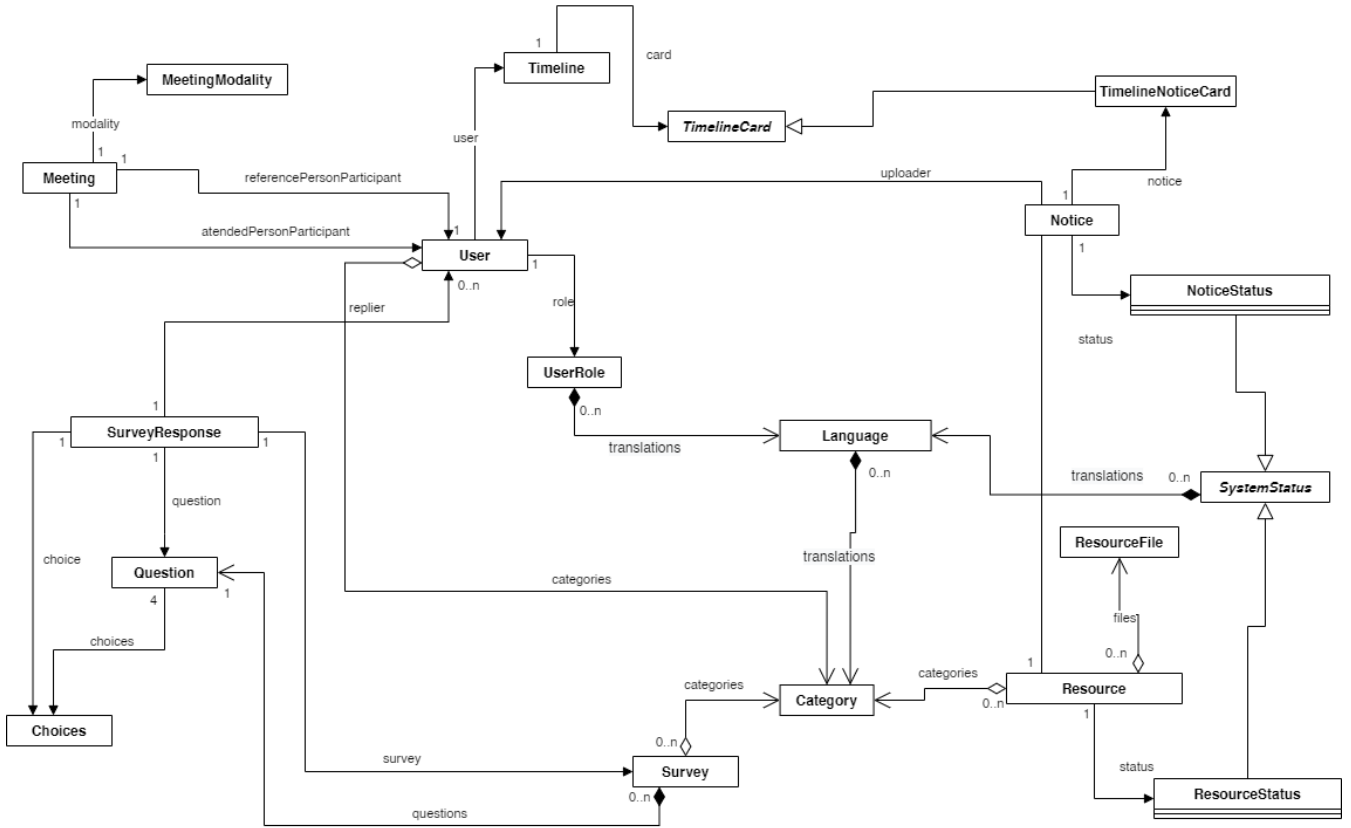 1
Timeline
card
MeetingModality
TimelineNoticeCard
TimelineCard
modality
user
1
1
Meeting
referencePersonParticipant
uploader
notice
1
1
Notice
atendedPersonParticipant
1
1
User
1
0..n
NoticeStatus
replier
role
status
UserRole
1
0..n
SurveyResponse
Language
1
1
1
translations
0..n
translations
0..n
SystemStatus
question
ResourceFile
choice
translations
Question
categories
1
4
files
choices
0..n
1
categories
categories
Resource
Category
0..n
1
Choices
0..n
survey
Survey
status
ResourceStatus
0..n
questions